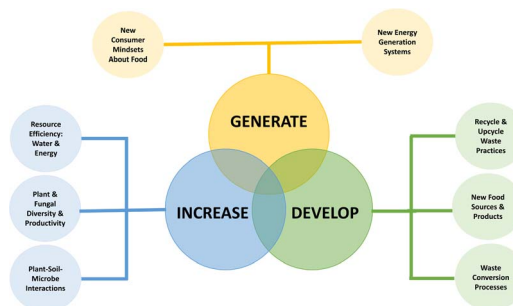 New
Consumer
Mindsets
About Food
New Energy
Generation
Systems
GENERATE
Resource
Efficiency:
Water &
Energy
Recycle &
Upcycle
Waste
Practices
Plant &
Fungal
Diversity &
Productivity
INCREASE
DEVELOP
New Food
Sources &
Products
Plant-Soil-
Microbe
Interactions
Waste
Conversion
Processes